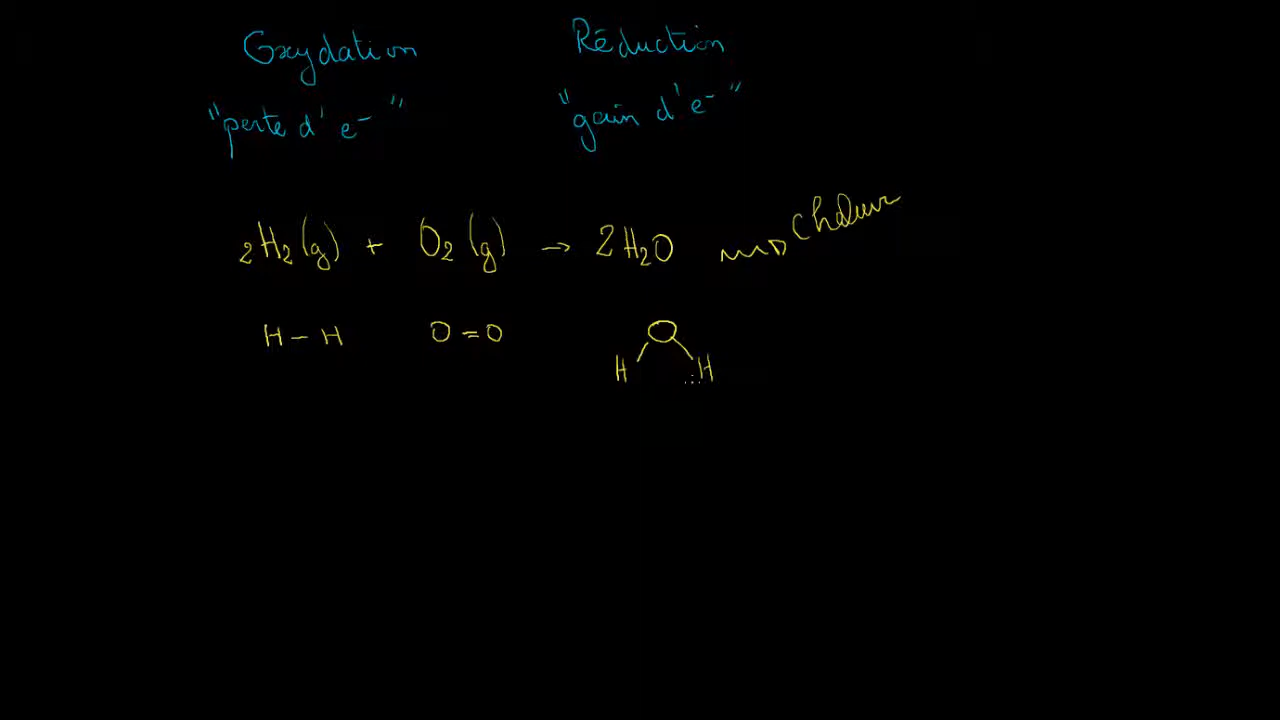 Oxydation Réduction
"perte d'e⁻" "gain d'e⁻"
2H₂(g) + O₂(g) → 2H₂O Chaleur
H-H O=O O
H H